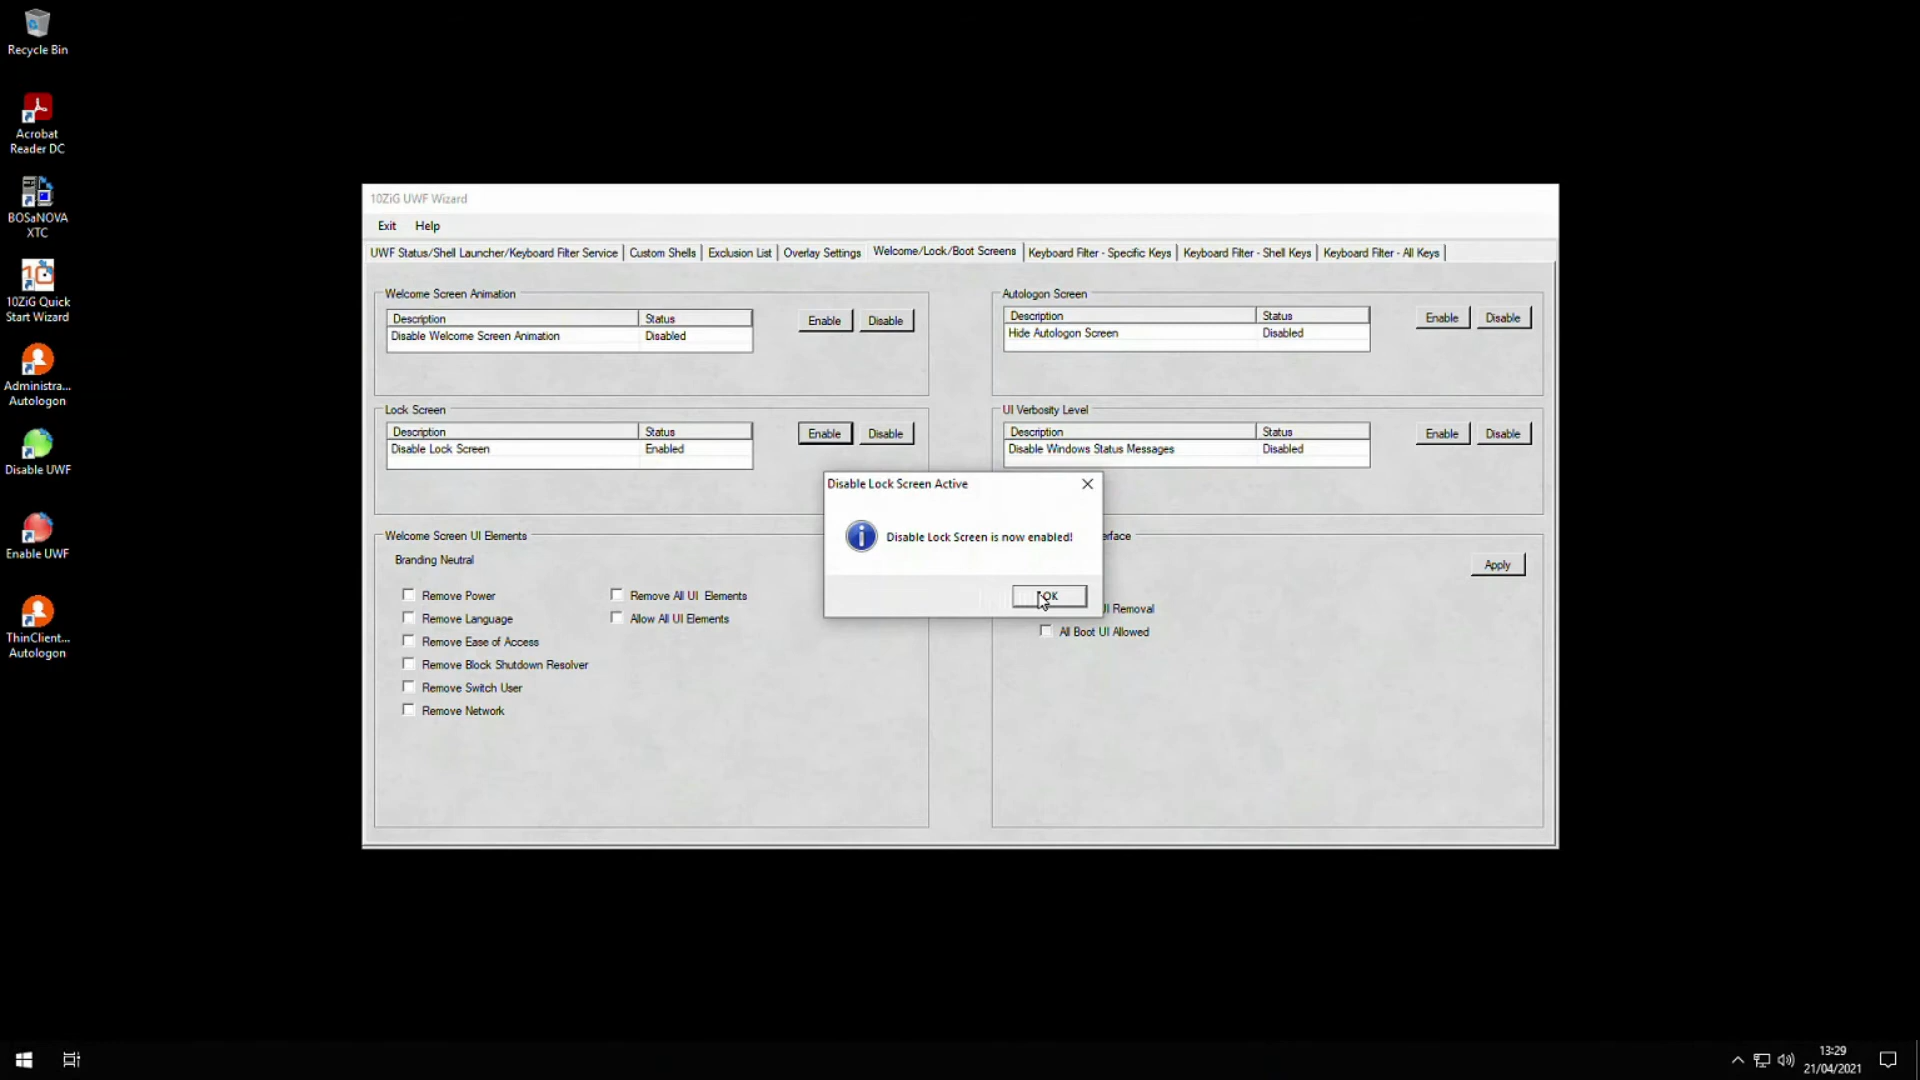 Recycle Bin
Acrobat
Reader DC
BOSaNOVA
XTC
10ZiG Quick
Start Wizard
Administra...
Autologon
Disable UWF
Enable UWF
ThinClient...
Autologon
10ZiG UWF Wizard
Exit Help
UWF Status/Shell Launcher/Keyboard Filter Service Custom Shells Exclusion List Overlay Settings Welcome/Lock/Boot Screens Keyboard Filter - Specific Keys Keyboard Filter - Shell Keys Keyboard Filter - All Keys
Welcome Screen Animation
Description Status
Disable Welcome Screen Animation Disabled
Enable Disable
Autologon Screen
Description Status
Hide Autologon Screen Disabled
Enable Disable
Lock Screen
Description Status
Disable Lock Screen Enabled
Enable Disable
UI Verbosity Level
Description Status
Disable Windows Status Messages Disabled
Enable Disable
Disable Lock Screen Active
Disable Lock Screen is now enabled!
OK
Welcome Screen UI Elements
Branding Neutral
Remove Power
Remove Language
Remove Ease of Access
Remove Block Shutdown Resolver
Remove Switch User
Remove Network
Remove All UI Elements
Allow All UI Elements
Apply
Removal
All Boot UI Allowed
13:29
21/04/2021